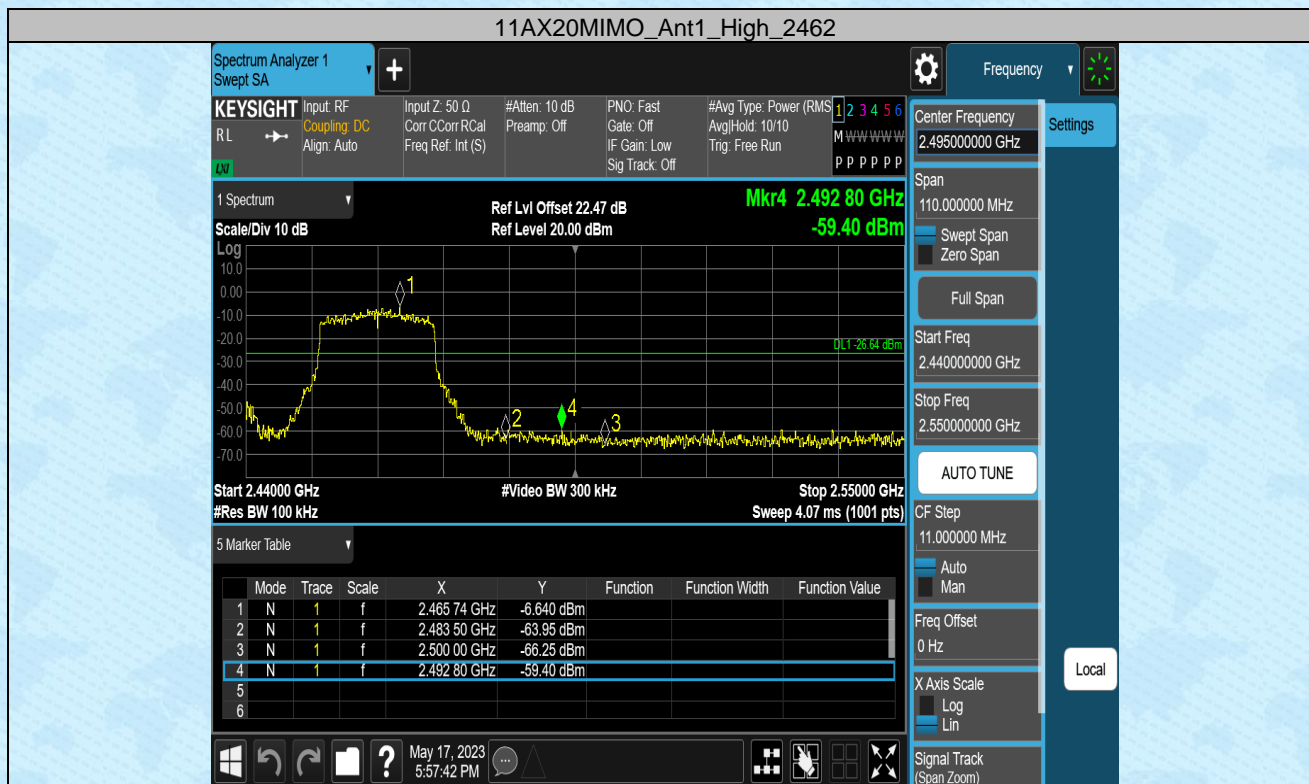 11AX20MIMO_Ant1_High_2462
Spectrum Analyzer 1
Swept SA
+
Frequency
KEYSIGHT
RL
LXI
Input: RF
Coupling: DC
Align: Auto
Input Z: 50 Ω
Corr CCorr RCal
Freq Ref: Int (S)
#Atten: 10 dB
Preamp: Off
PNO: Fast
Gate: Off
IF Gain: Low
Sig Track: Off
#Avg Type: Power (RMS
Avg|Hold: 10/10
Trig: Free Run
1 2 3 4 5 6
M W W W W W
P P P P P P
1 Spectrum
Scale/Div 10 dB
Ref Lvl Offset 22.47 dB
Ref Level 20.00 dBm
Mkr4 2.492 80 GHz
-59.40 dBm
Log
10.0
0.00
-10.0
-20.0
-30.0
-40.0
-50.0
-60.0
-70.0
1
DL1 -26.64 dBm
2
4
3
Start 2.44000 GHz
#Video BW 300 kHz
Stop 2.55000 GHz
#Res BW 100 kHz
Sweep 4.07 ms (1001 pts)
5 Marker Table
Mode Trace Scale X Y Function Function Width Function Value
1 N 1 f 2.465 74 GHz -6.640 dBm
2 N 1 f 2.483 50 GHz -63.95 dBm
3 N 1 f 2.500 00 GHz -66.25 dBm
4 N 1 f 2.492 80 GHz -59.40 dBm
5
6
?
May 17, 2023
5:57:42 PM
Center Frequency
2.495000000 GHz
Settings
Span
110.000000 MHz
Swept Span
Zero Span
Full Span
Start Freq
2.440000000 GHz
Stop Freq
2.550000000 GHz
AUTO TUNE
CF Step
11.000000 MHz
Auto
Man
Freq Offset
0 Hz
Local
X Axis Scale
Log
Lin
Signal Track
(Span Zoom)